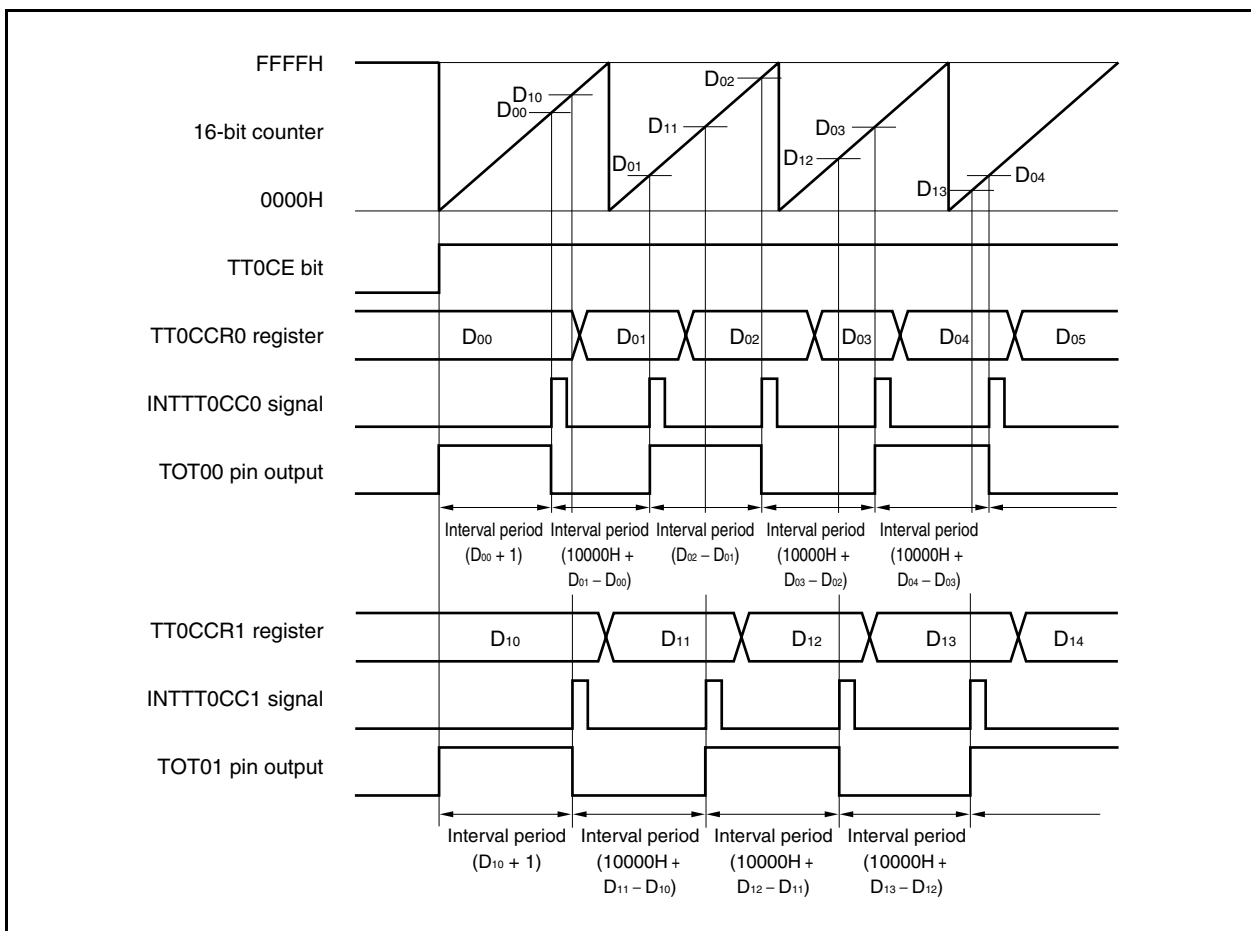 FFFFH
D10
D00
D02
16-bit counter
D11
D03
D01
D12
D13
D04
0000H
TT0CE bit
TT0CCR0 register
D00
D01
D02
D03
D04
D05
INTTT0CC0 signal
TOT00 pin output
Interval period
(D00 + 1)
Interval period
(10000H +
D01 – D00)
Interval period
(D02 – D01)
Interval period
(10000H +
D03 – D02)
Interval period
(10000H +
D04 – D03)
TT0CCR1 register
D10
D11
D12
D13
D14
INTTT0CC1 signal
TOT01 pin output
Interval period
(D10 + 1)
Interval period
(10000H +
D11 – D10)
Interval period
(10000H +
D12 – D11)
Interval period
(10000H +
D13 – D12)